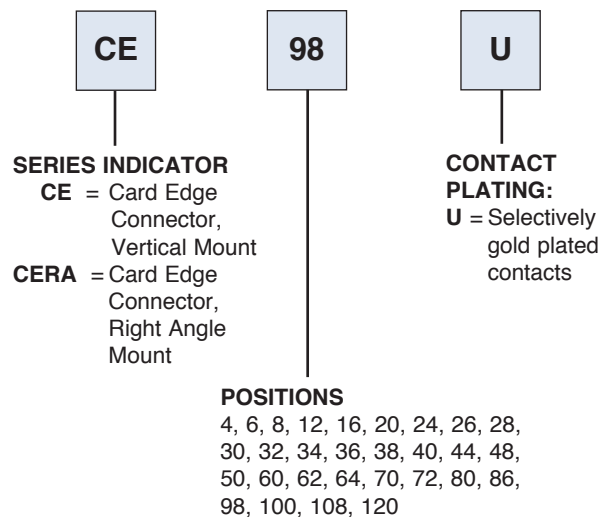 CE
98
U
SERIES INDICATOR
CE = Card Edge
Connector,
Vertical Mount
CERA = Card Edge
Connector,
Right Angle
Mount
CONTACT
PLATING:
U = Selectively
gold plated
contacts
POSITIONS
4, 6, 8, 12, 16, 20, 24, 26, 28,
30, 32, 34, 36, 38, 40, 44, 48,
50, 60, 62, 64, 70, 72, 80, 86,
98, 100, 108, 120